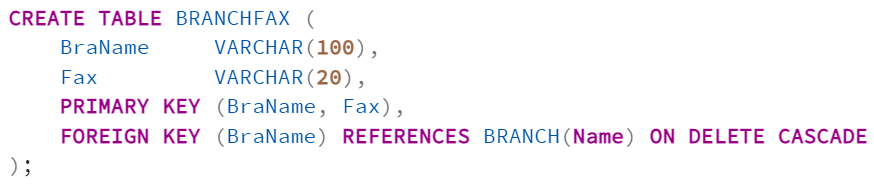 CREATE TABLE BRANCHFAX (
    BraName     VARCHAR(100),
    Fax         VARCHAR(20),
    PRIMARY KEY (BraName, Fax),
    FOREIGN KEY (BraName) REFERENCES BRANCH(Name) ON DELETE CASCADE
);